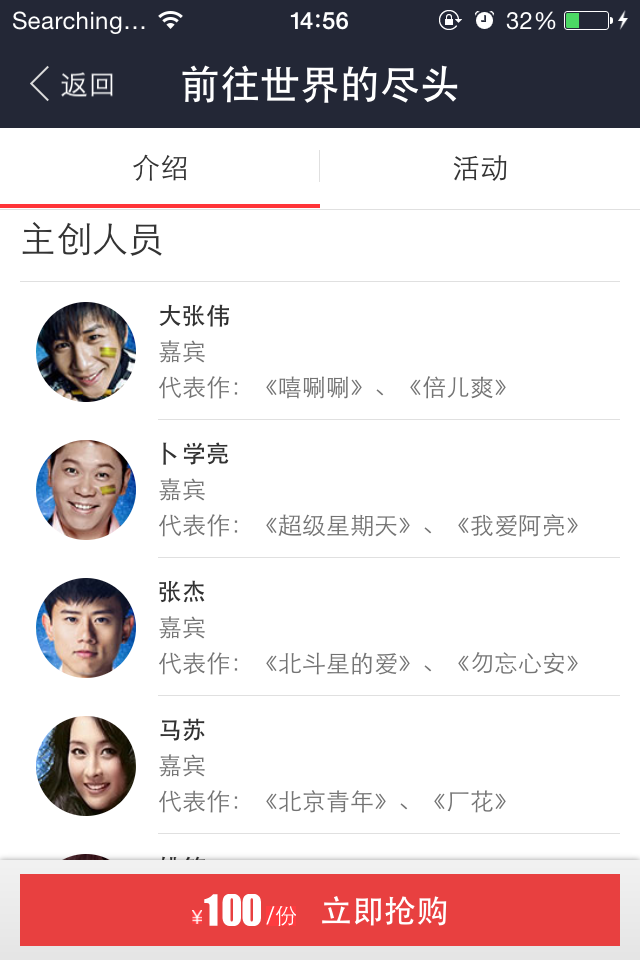 Searching... 14:56 32%
返回 前往世界的尽头
介绍 活动
主创人员
大张伟
嘉宾
代表作：《嘻唰唰》、《倍儿爽》
卜学亮
嘉宾
代表作：《超级星期天》、《我爱阿亮》
张杰
嘉宾
代表作：《北斗星的爱》、《勿忘心安》
马苏
嘉宾
代表作：《北京青年》、《厂花》
¥100/份 立即抢购